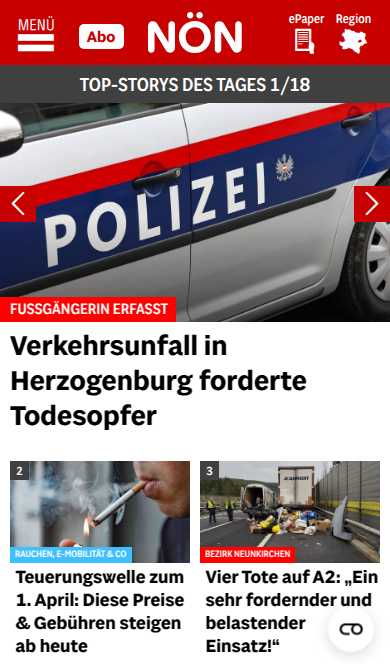 MENÜ
Abo
NÖN
ePaper
Region
TOP-STORYS DES TAGES 1/18
POLIZEI
FUSSGÄNGERIN ERFASST
Verkehrsunfall in
Herzogenburg forderte
Todesopfer
2
RAUCHEN, E-MOBILITÄT & CO
Teuerungswelle zum
1. April: Diese Preise
& Gebühren steigen
ab heute
3
BEZIRK NEUNKIRCHEN
Vier Tote auf A2: „Ein
sehr fordernder und
belastender
Einsatz!“